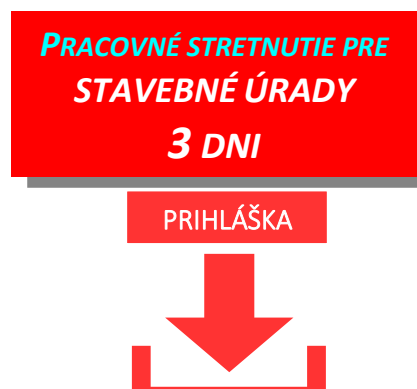 PRACOVNÉ STRETNUTIE PRE
STAVEBNÉ ÚRADY
3 DNI
PRIHLÁŠKA